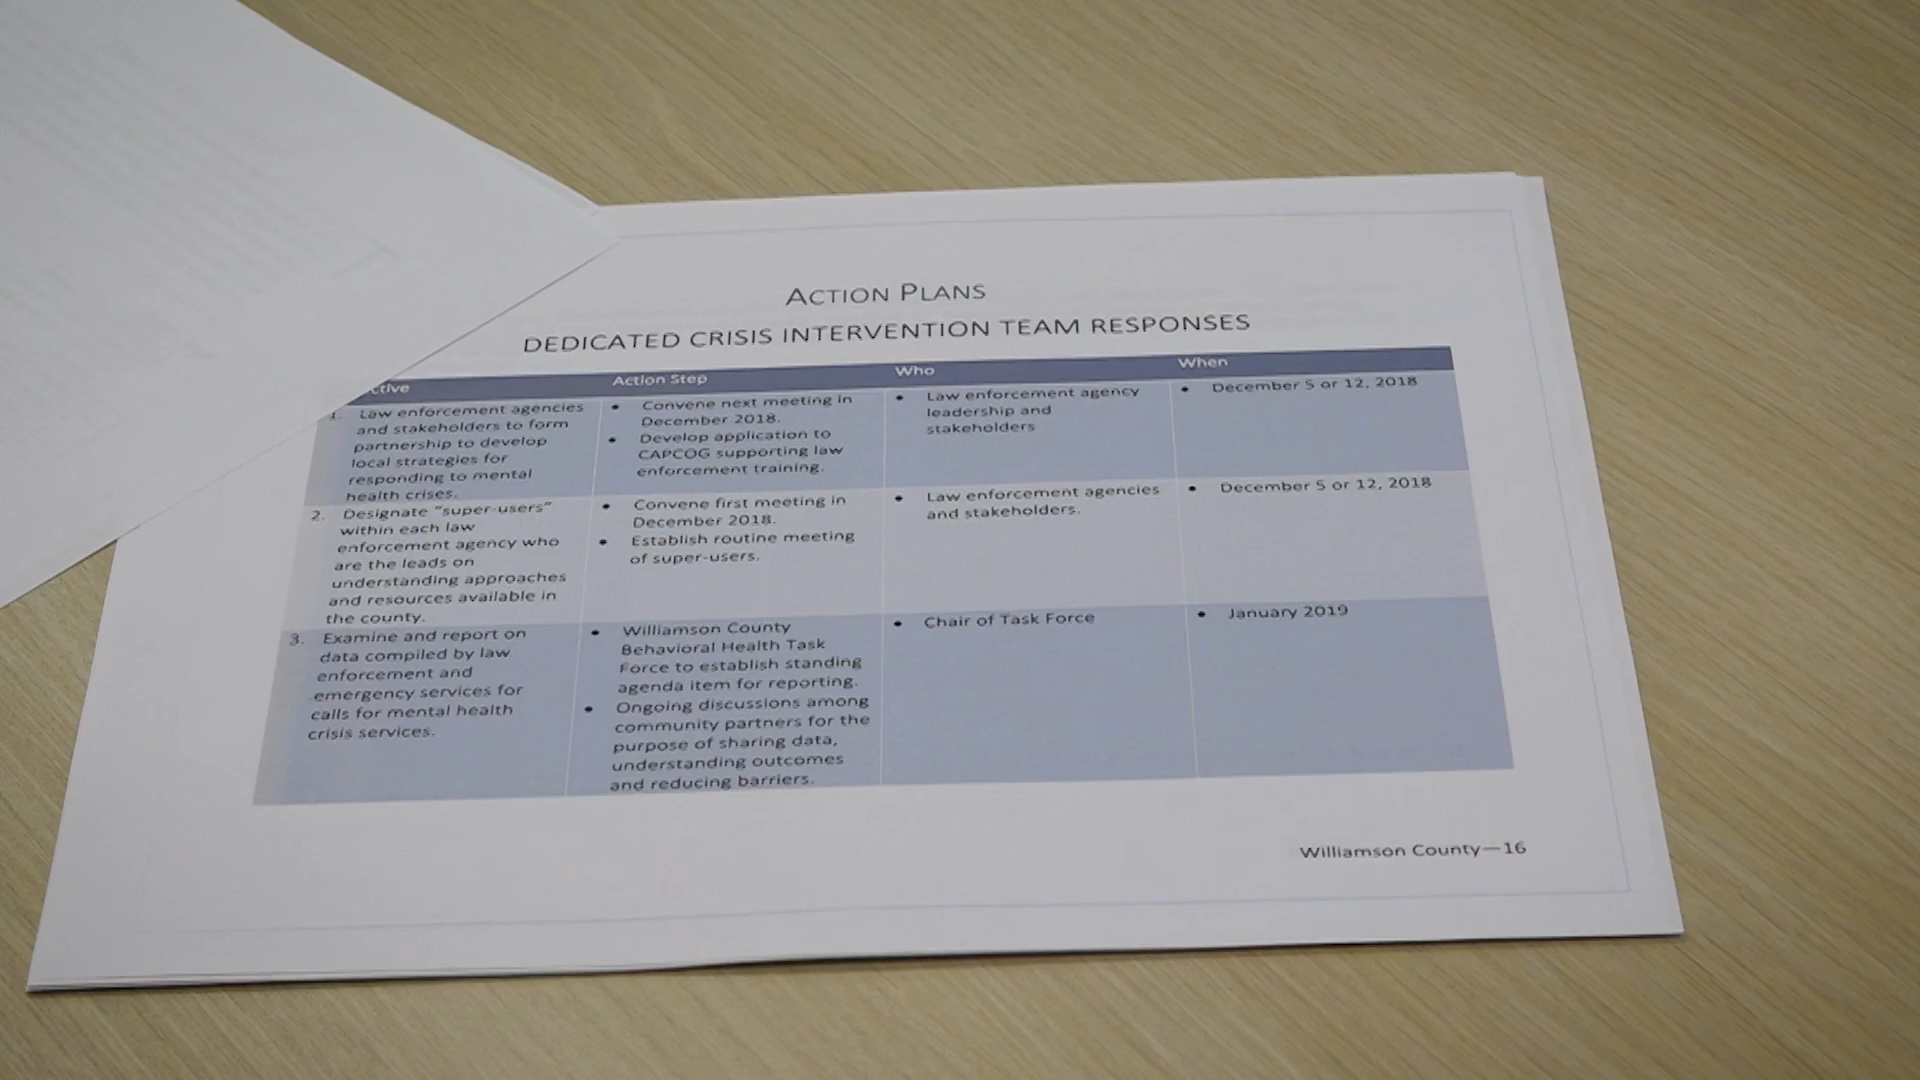 ACTION PLANS
DEDICATED CRISIS INTERVENTION TEAM RESPONSES
Action Step
Who
When
1. Law enforcement agencies
and stakeholders to form
partnership to develop
local strategies for
responding to mental
health crises.
• Convene next meeting in
December 2018.
• Develop application to
CAPCOG supporting law
enforcement training.
• Law enforcement agency
leadership and
stakeholders
• December 5 or 12, 2018
2. Designate "super-users"
within each law
enforcement agency who
are the leads on
understanding approaches
and resources available in
the county.
• Convene first meeting in
December 2018.
• Establish routine meeting
of super-users.
• Law enforcement agencies
and stakeholders.
• December 5 or 12, 2018
3. Examine and report on
data compiled by law
enforcement and
emergency services for
calls for mental health
crisis services.
• Williamson County
Behavioral Health Task
Force to establish standing
agenda item for reporting.
• Ongoing discussions among
community partners for the
purpose of sharing data,
understanding outcomes
and reducing barriers.
• Chair of Task Force
• January 2019
Williamson County—16